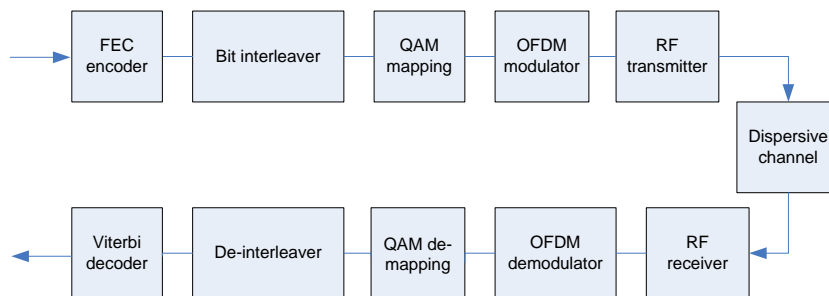 FEC
encoder
Bit interleaver
QAM
mapping
OFDM
modulator
RF
transmitter
Dispersive
channel
Viterbi
decoder
De-interleaver
QAM de-
mapping
OFDM
demodulator
RF
receiver